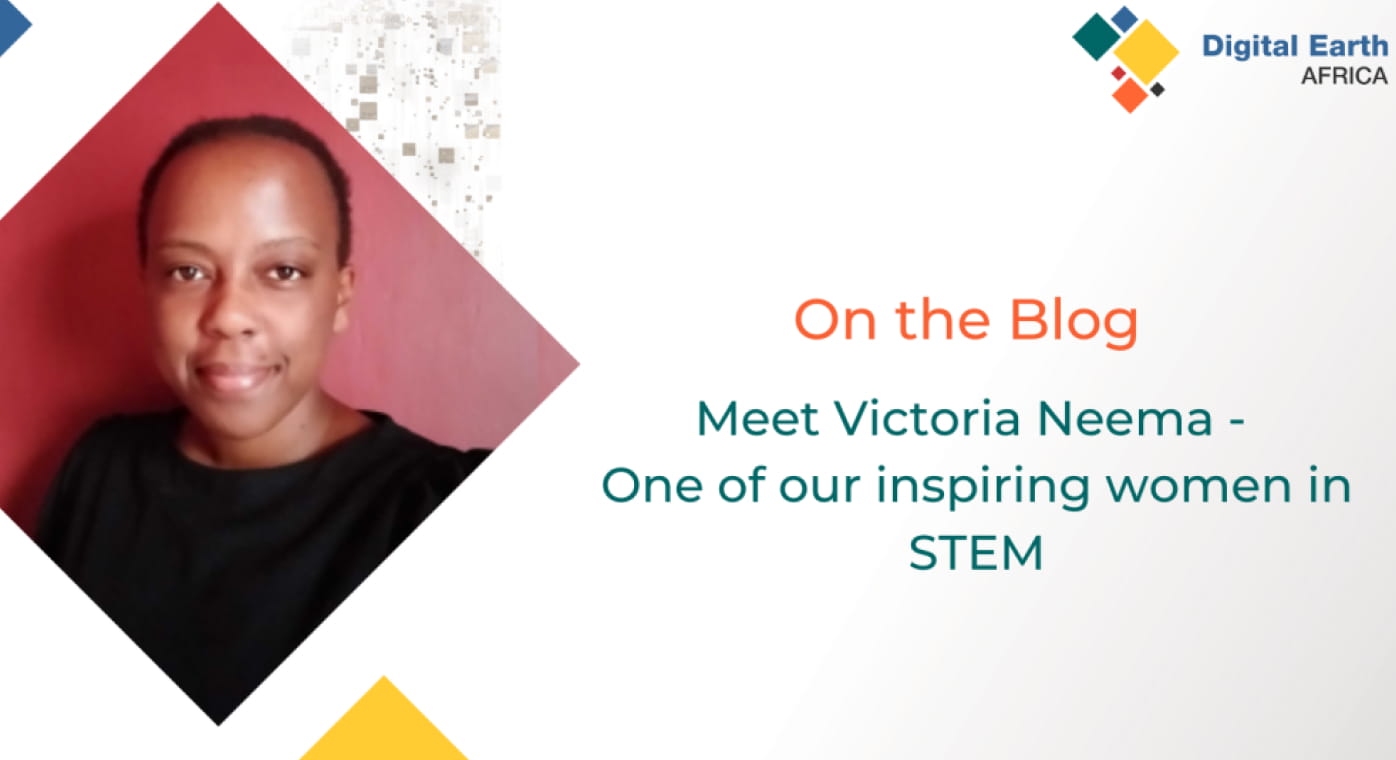 Digital Earth
AFRICA
On the Blog
Meet Victoria Neema -
One of our inspiring women in
STEM